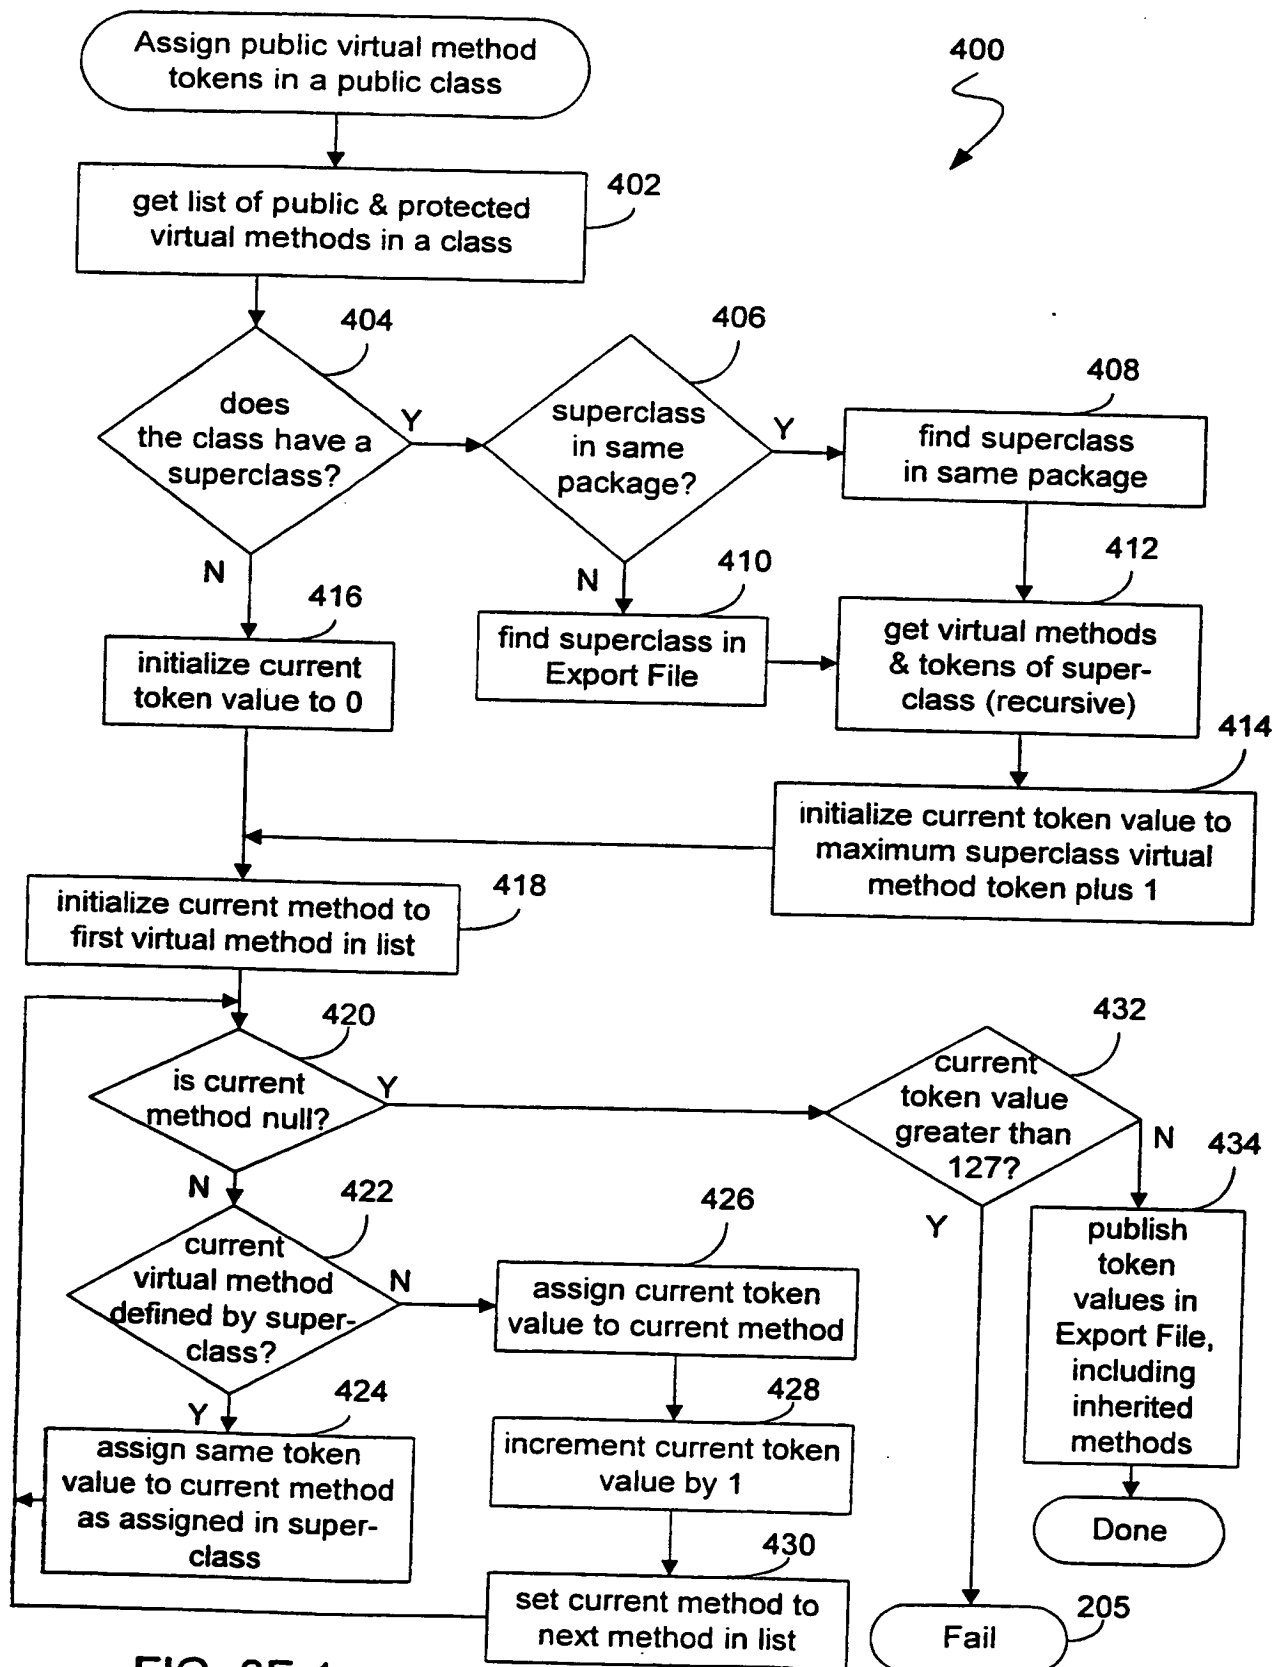 Assign public virtual method
tokens in a public class
400
402
get list of public & protected
virtual methods in a class
404
does
the class have a
superclass?
Y
N
406
superclass
in same
package?
Y
N
408
find superclass
in same package
410
find superclass in
Export File
412
get virtual methods
& tokens of super-
class (recursive)
414
initialize current token value to
maximum superclass virtual
method token plus 1
416
initialize current
token value to 0
418
initialize current method to
first virtual method in list
420
is current
method null?
Y
N
422
current
virtual method
defined by super-
class?
N
Y
424
assign same token
value to current method
as assigned in super-
class
426
assign current token
value to current method
428
increment current token
value by 1
430
set current method to
next method in list
432
current
token value
greater than
127?
N
Y
434
publish
token
values in
Export File,
including
inherited
methods
Done
205
Fail